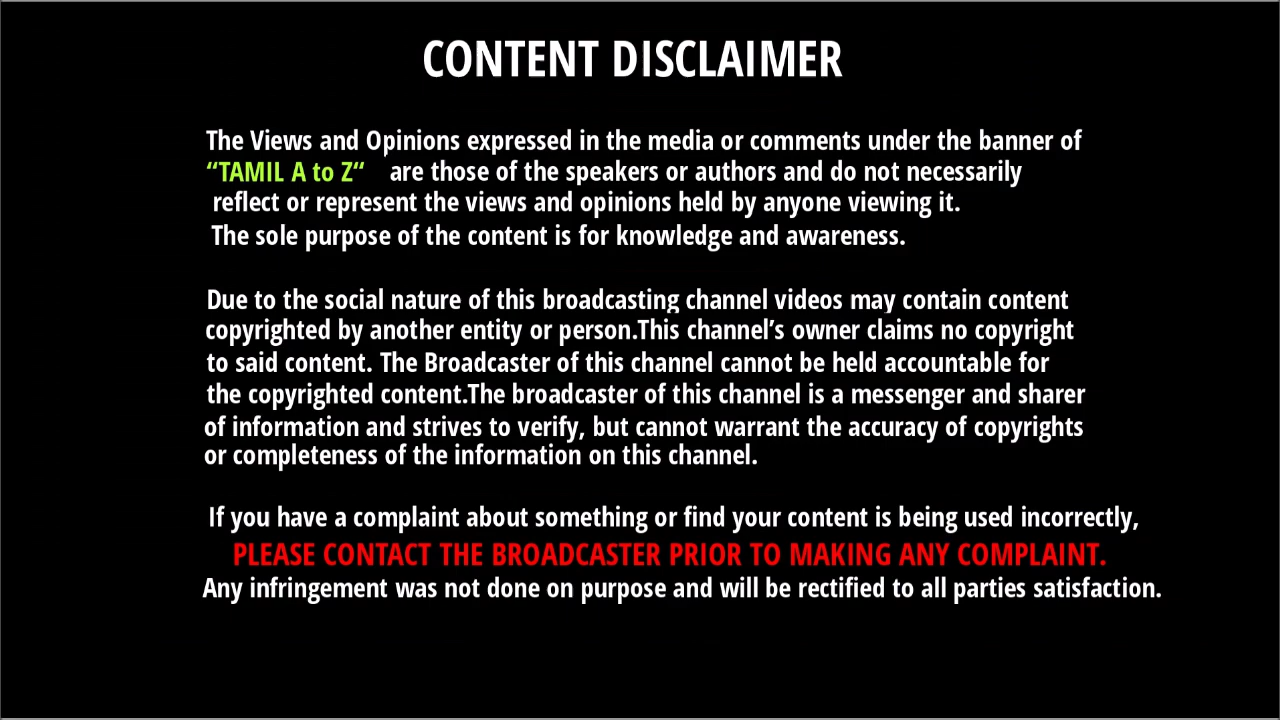 CONTENT DISCLAIMER
The Views and Opinions expressed in the media or comments under the banner of
“TAMIL A to Z“ are those of the speakers or authors and do not necessarily
reflect or represent the views and opinions held by anyone viewing it.
The sole purpose of the content is for knowledge and awareness.
Due to the social nature of this broadcasting channel videos may contain content
copyrighted by another entity or person.This channel’s owner claims no copyright
to said content. The Broadcaster of this channel cannot be held accountable for
the copyrighted content.The broadcaster of this channel is a messenger and sharer
of information and strives to verify, but cannot warrant the accuracy of copyrights
or completeness of the information on this channel.
If you have a complaint about something or find your content is being used incorrectly,
PLEASE CONTACT THE BROADCASTER PRIOR TO MAKING ANY COMPLAINT.
Any infringement was not done on purpose and will be rectified to all parties satisfaction.